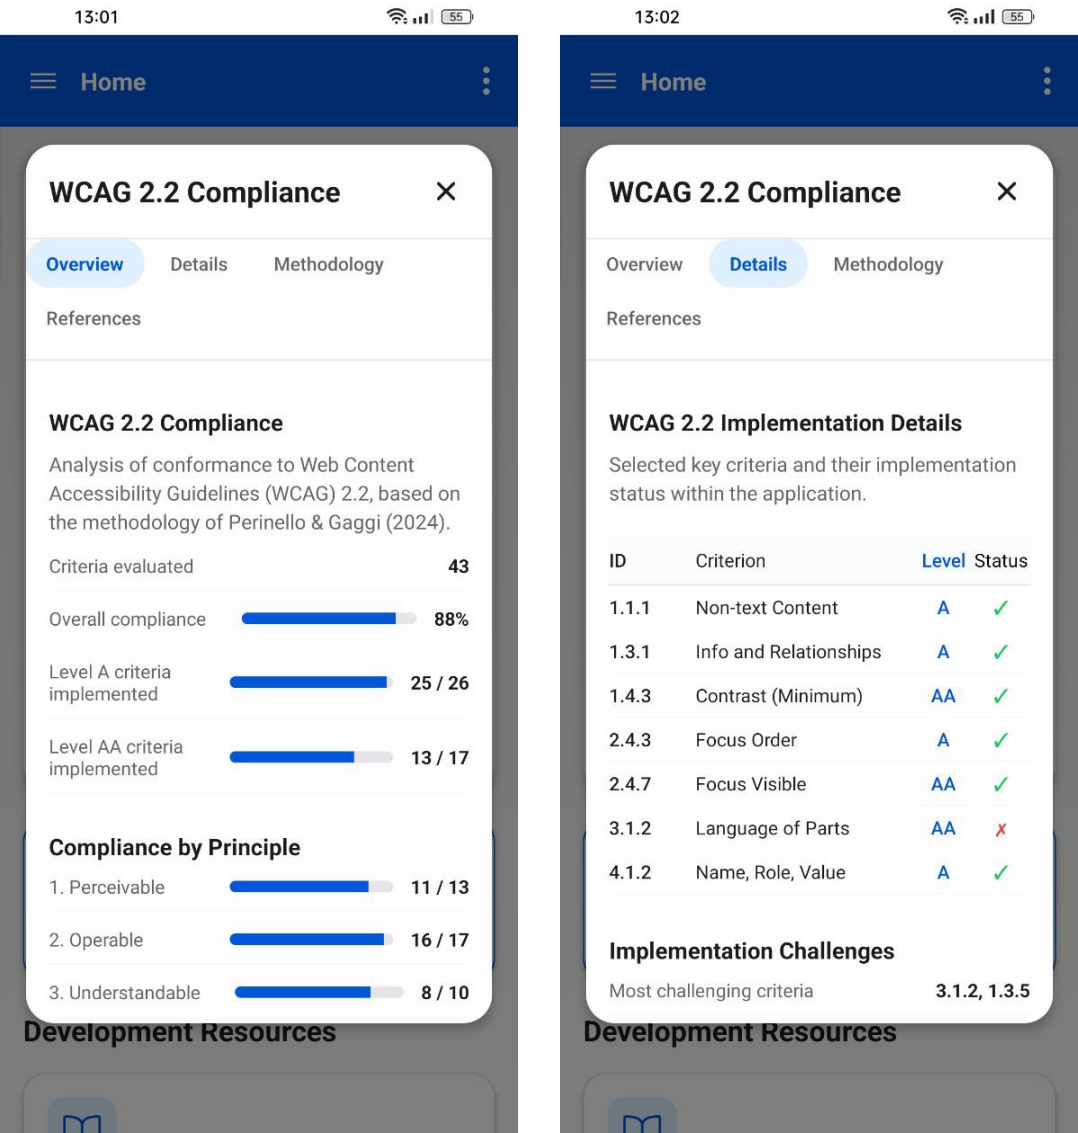 13:01
55
Home
WCAG 2.2 Compliance
Overview Details Methodology
References
WCAG 2.2 Compliance
Analysis of conformance to Web Content
Accessibility Guidelines (WCAG) 2.2, based on
the methodology of Perinello & Gaggi (2024).
Criteria evaluated 43
Overall compliance 88%
Level A criteria
implemented 25 / 26
Level AA criteria
implemented 13 / 17
Compliance by Principle
1. Perceivable 11 / 13
2. Operable 16 / 17
3. Understandable 8 / 10
Development Resources
13:02
55
Home
WCAG 2.2 Compliance
Overview Details Methodology
References
WCAG 2.2 Implementation Details
Selected key criteria and their implementation
status within the application.
ID Criterion Level Status
1.1.1 Non-text Content A ✓
1.3.1 Info and Relationships A ✓
1.4.3 Contrast (Minimum) AA ✓
2.4.3 Focus Order A ✓
2.4.7 Focus Visible AA ✓
3.1.2 Language of Parts AA ✗
4.1.2 Name, Role, Value A ✓
Implementation Challenges
Most challenging criteria 3.1.2, 1.3.5
Development Resources